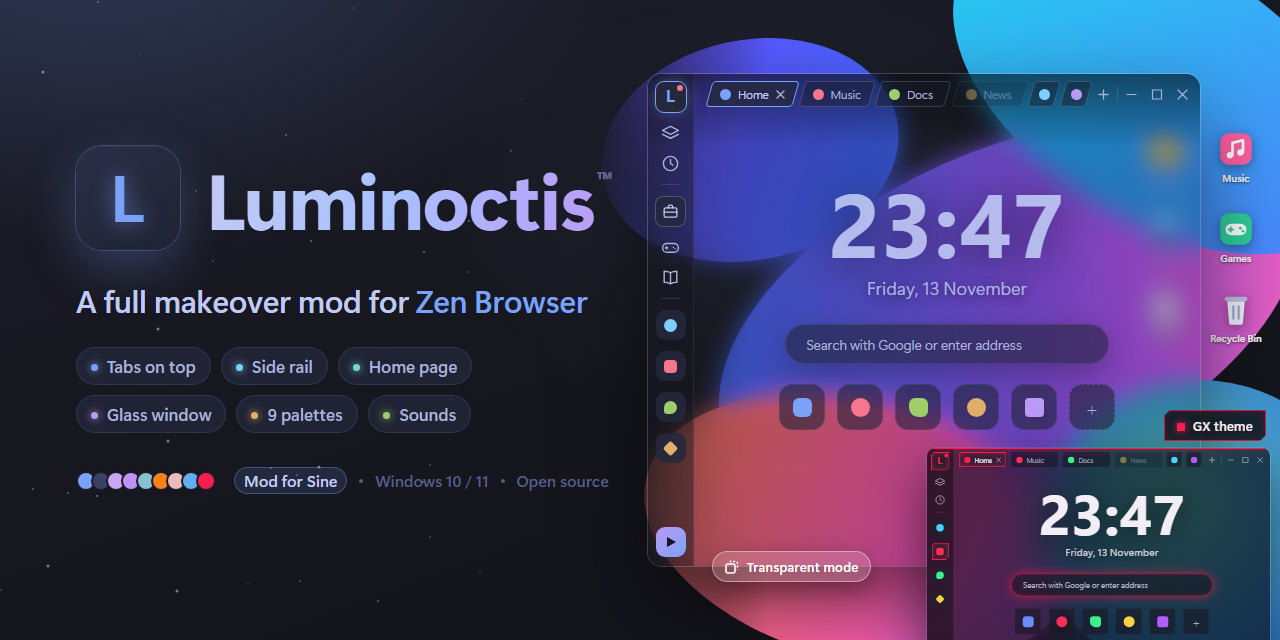 L
Luminoctis™
A full makeover mod for Zen Browser
Tabs on top
Side rail
Home page
Glass window
9 palettes
Sounds
Mod for Sine • Windows 10 / 11 • Open source
L
Home
Music
Docs
News
23:47
Friday, 13 November
Search with Google or enter address
Transparent mode
Music
Games
Recycle Bin
GX theme
L
Home
Music
Docs
News
23:47
Friday, 13 November
Search with Google or enter address